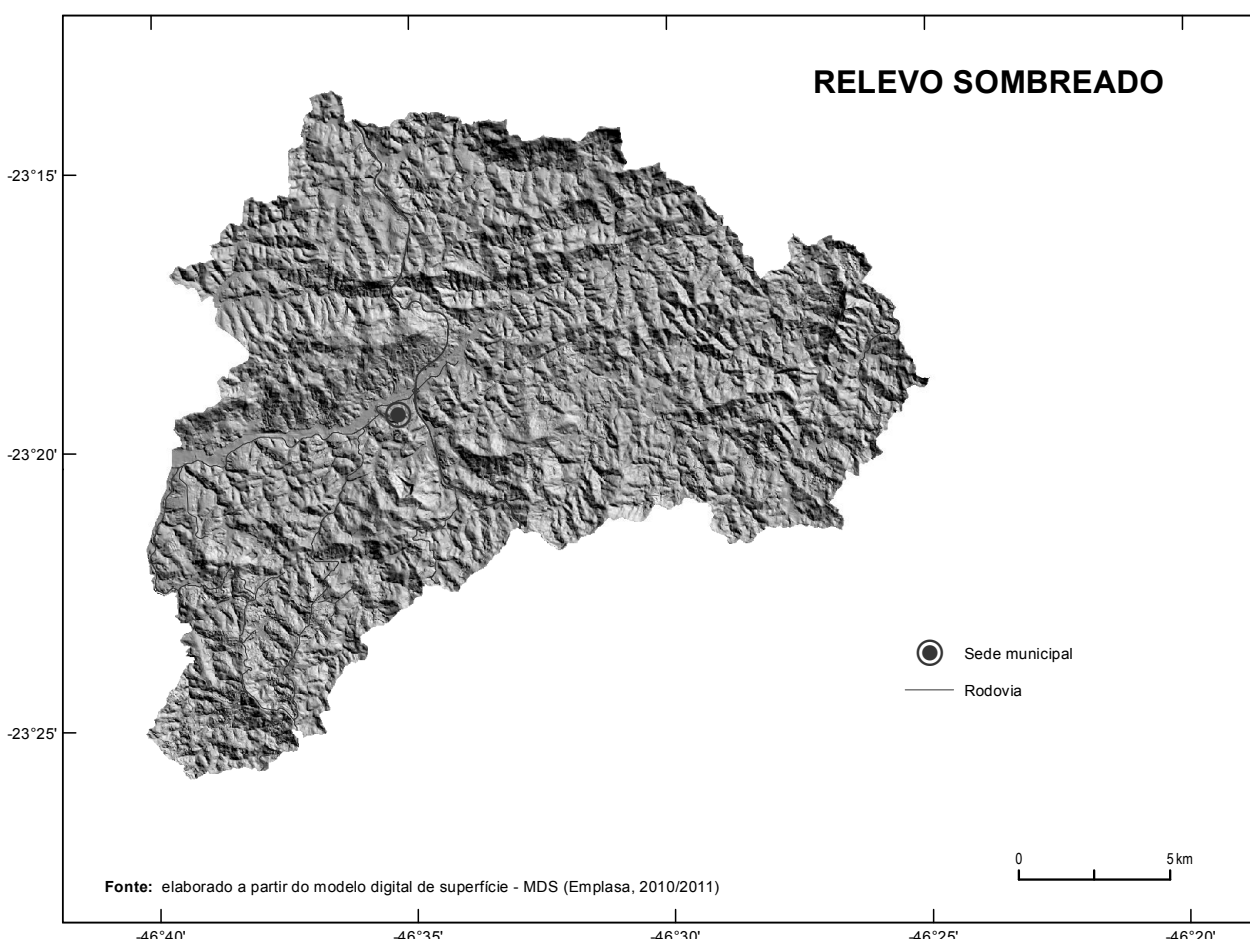 RELEVO SOMBREADO
-23°15'
-23°20'
-23°25'
Sede municipal
Rodovia
0 5 km
Fonte: elaborado a partir do modelo digital de superfície - MDS (Emplasa, 2010/2011)
-46°40' -46°35' -46°30' -46°25' -46°20'